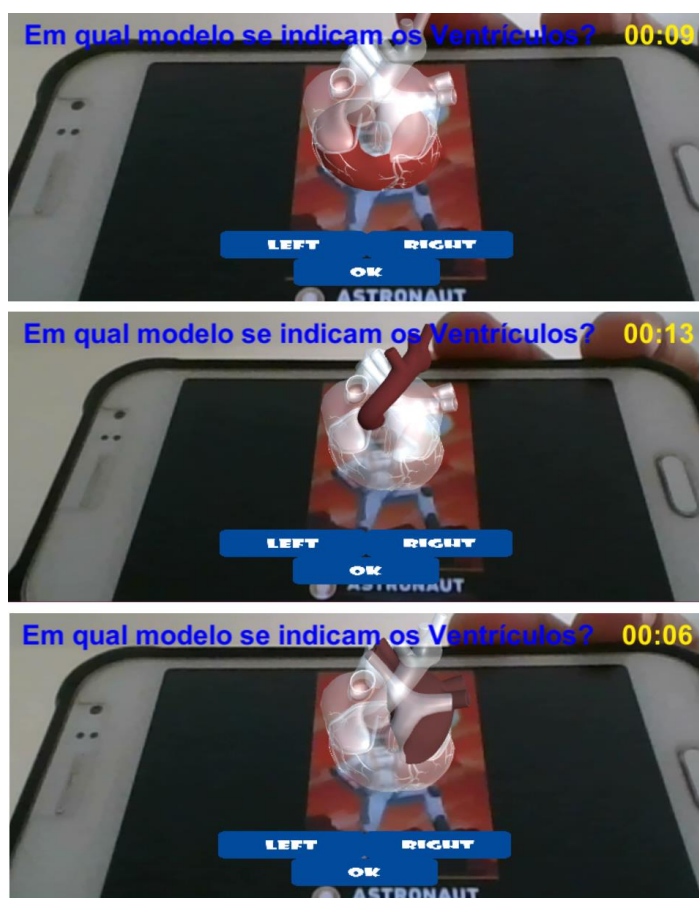 Em qual modelo se indicam os Ventrículos? 00:09
LEFT RIGHT
OK
ASTRONAUT
Em qual modelo se indicam os Ventrículos? 00:13
LEFT RIGHT
OK
ASTRONAUT
Em qual modelo se indicam os Ventrículos? 00:06
LEFT RIGHT
OK
ASTRONAUT